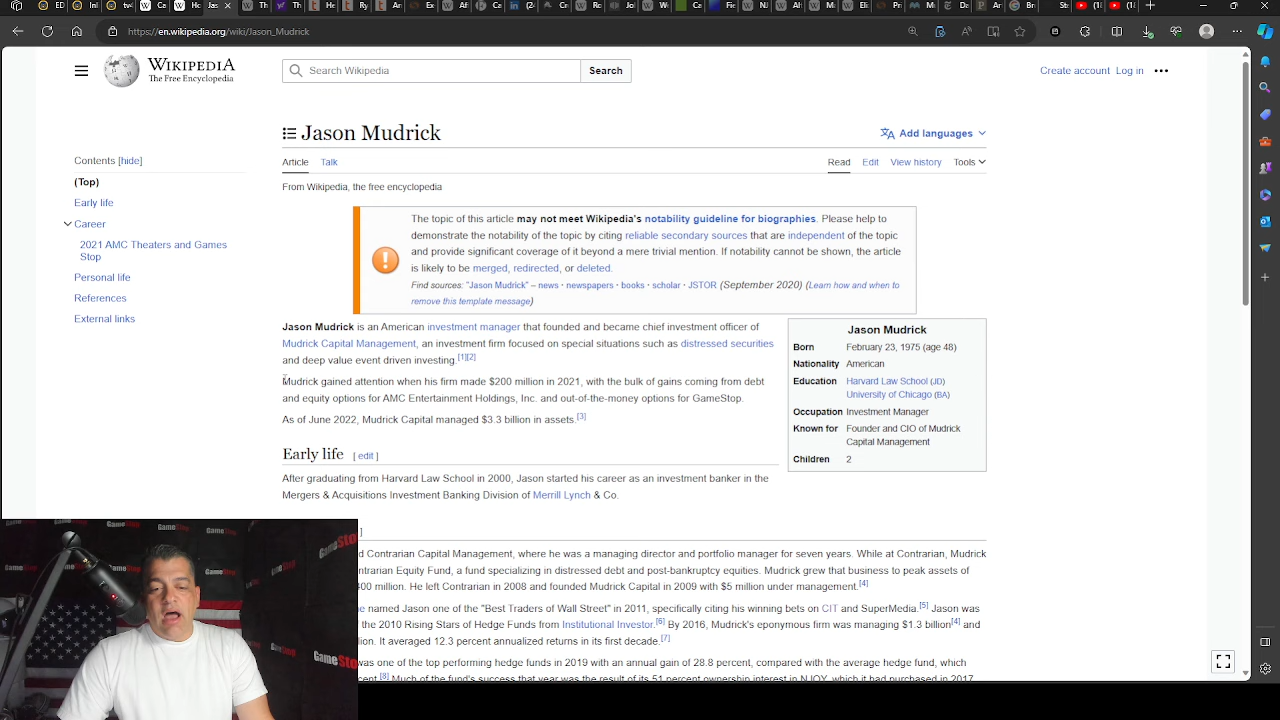 https://en.wikipedia.org/wiki/Jason_Mudrick
WIKIPEDIA
The Free Encyclopedia
Search Wikipedia
Search
Create account Log in
Contents [hide]
(Top)
Early life
Career
2021 AMC Theaters and Games
Stop
Personal life
References
External links
Jason Mudrick
Add languages
Article Talk
Read Edit View history Tools
From Wikipedia, the free encyclopedia
The topic of this article may not meet Wikipedia's notability guideline for biographies. Please help to
demonstrate the notability of the topic by citing reliable secondary sources that are independent of the topic
and provide significant coverage of it beyond a mere trivial mention. If notability cannot be shown, the article
is likely to be merged, redirected, or deleted.
Find sources: "Jason Mudrick" – news · newspapers · books · scholar · JSTOR (September 2020) (Learn how and when to
remove this template message)
Jason Mudrick is an American investment manager that founded and became chief investment officer of
Mudrick Capital Management, an investment firm focused on special situations such as distressed securities
and deep value event driven investing.[1][2]
Mudrick gained attention when his firm made $200 million in 2021, with the bulk of gains coming from debt
and equity options for AMC Entertainment Holdings, Inc. and out-of-the-money options for GameStop.
As of June 2022, Mudrick Capital managed $3.3 billion in assets.[3]
Jason Mudrick
Born February 23, 1975 (age 48)
Nationality American
Education Harvard Law School (JD)
University of Chicago (BA)
Occupation Investment Manager
Known for Founder and CIO of Mudrick
Capital Management
Children 2
Early life [ edit ]
After graduating from Harvard Law School in 2000, Jason started his career as an investment banker in the
Mergers & Acquisitions Investment Banking Division of Merrill Lynch & Co.
]
d Contrarian Capital Management, where he was a managing director and portfolio manager for seven years. While at Contrarian, Mudrick
ntrarian Equity Fund, a fund specializing in distressed debt and post-bankruptcy equities. Mudrick grew that business to peak assets of
400 million. He left Contrarian in 2008 and founded Mudrick Capital in 2009 with $5 million under management.[4]
e named Jason one of the "Best Traders of Wall Street" in 2011, specifically citing his winning bets on CIT and SuperMedia.[5] Jason was
the 2010 Rising Stars of Hedge Funds from Institutional Investor.[6] By 2016, Mudrick's eponymous firm was managing $1.3 billion[4] and
lion. It averaged 12.3 percent annualized returns in its first decade.[7]
was one of the top performing hedge funds in 2019 with an annual gain of 28.8 percent, compared with the average hedge fund, which
cent.[8] Much of the fund's success that year was the result of its 51 percent ownership interest in NJOY, which it had purchased in 2017
GameStop
GameStop
GameStop